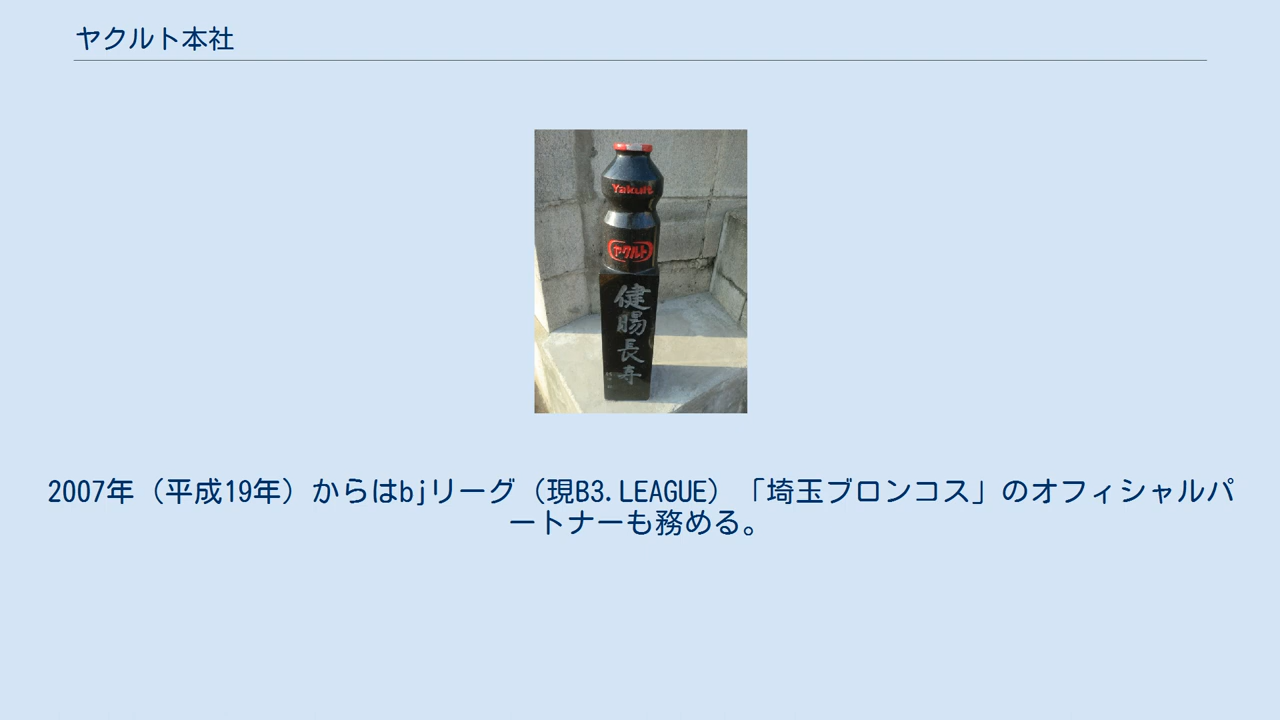 ヤクルト本社
Yakult
ヤクルト
健
腸
長
寿
2007年（平成19年）からはbjリーグ（現B3.LEAGUE）「埼玉ブロンコス」のオフィシャルパ
ートナーも務める。